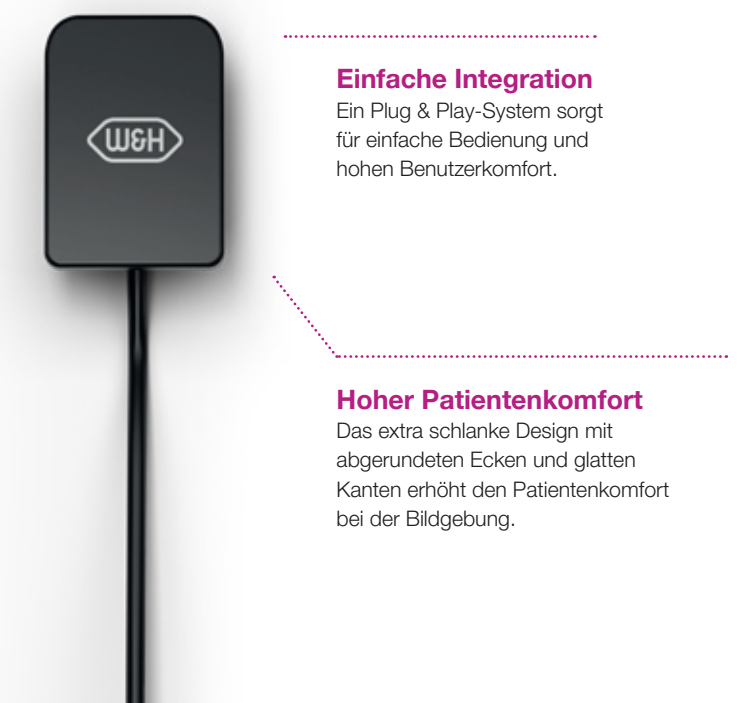 W&H
Einfache Integration
Ein Plug & Play-System sorgt
für einfache Bedienung und
hohen Benutzerkomfort.
Hoher Patientenkomfort
Das extra schlanke Design mit
abgerundeten Ecken und glatten
Kanten erhöht den Patientenkomfort
bei der Bildgebung.